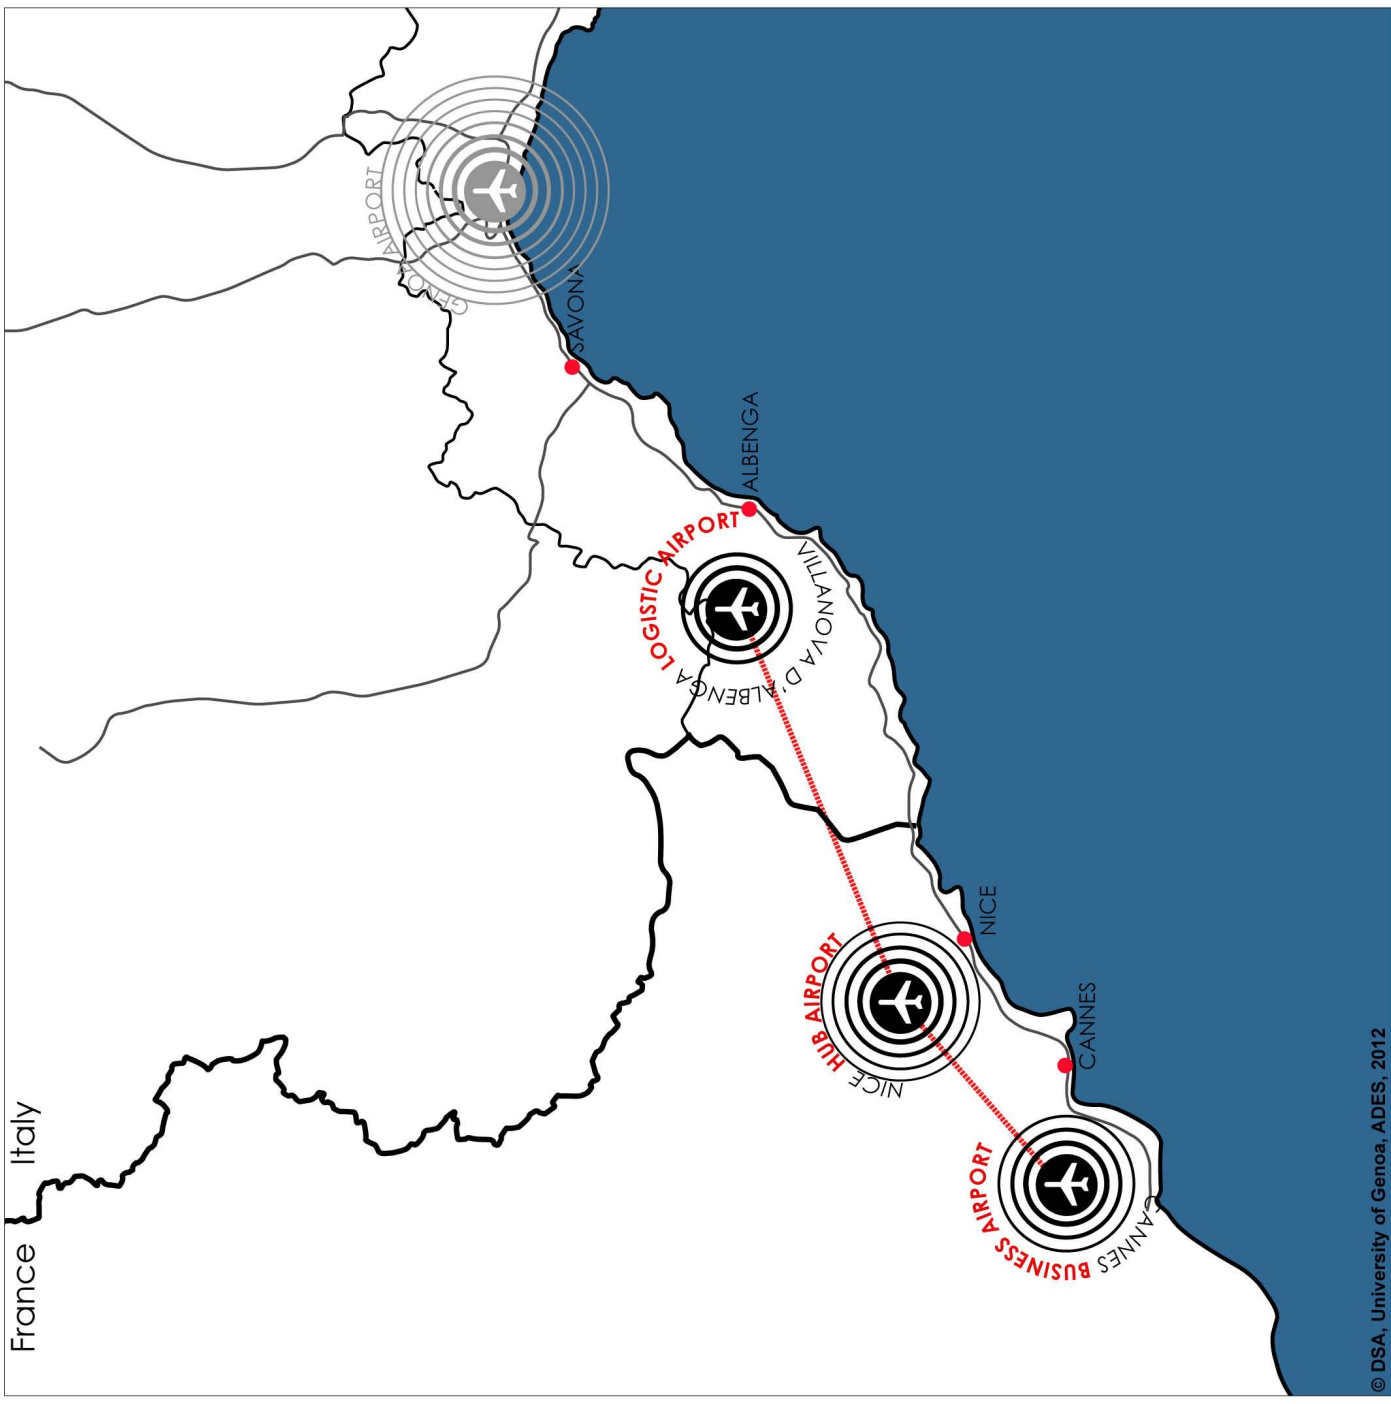 France Italy
GENOA AIRPORT
SAVONA
ALBENGA
VILLANOVA D'ALBENGA LOGISTIC AIRPORT
NICE
NICE HUB AIRPORT
CANNES
CANNES BUSINESS AIRPORT
© DSA, University of Genoa, ADES, 2012